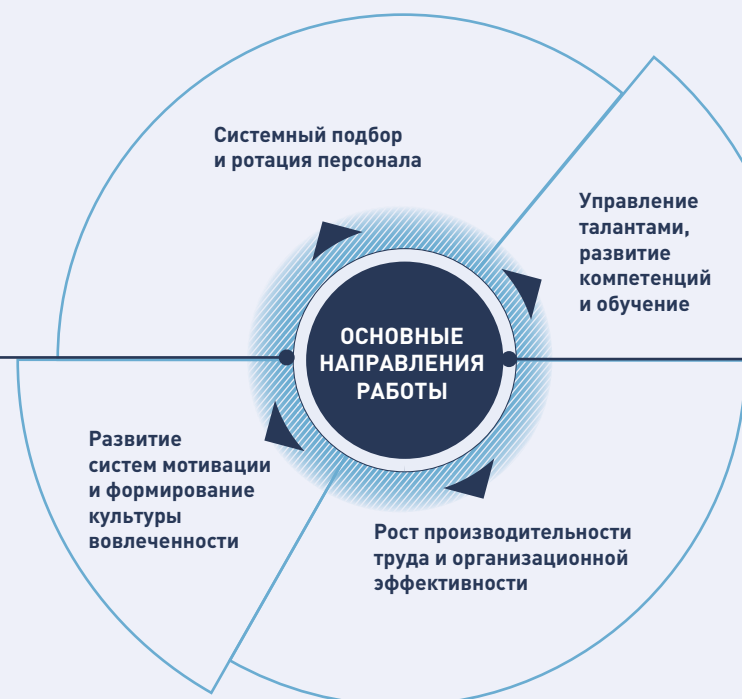 Системный подбор
и ротация персонала
Управление
талантами,
развитие
компетенций
и обучение
ОСНОВНЫЕ
НАПРАВЛЕНИЯ
РАБОТЫ
Развитие
систем мотивации
и формирование
культуры
вовлеченности
Рост производительности
труда и организационной
эффективности